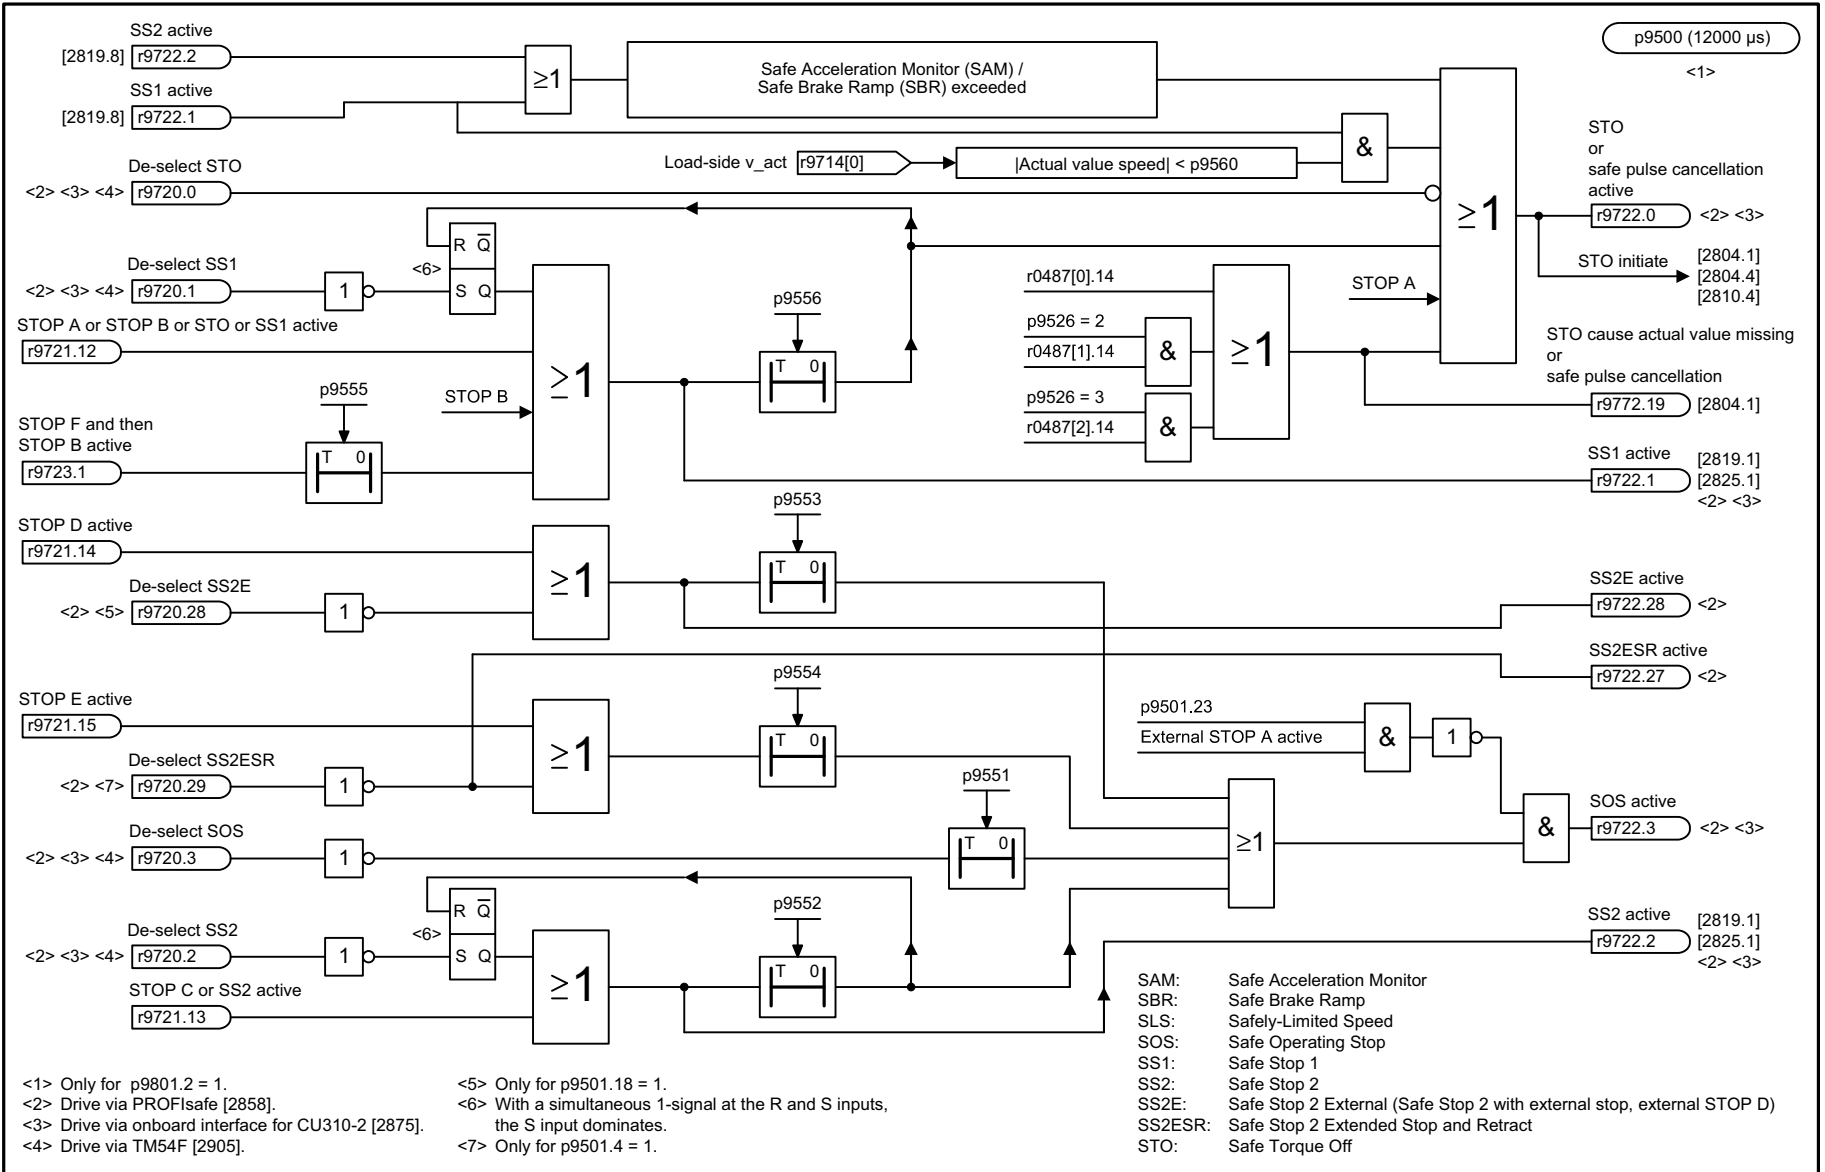 SS2 active
[2819.8] r9722.2
SS1 active
[2819.8] r9722.1
≥1
Safe Acceleration Monitor (SAM) /
Safe Brake Ramp (SBR) exceeded
p9500 (12000 µs)
<1>
Load-side v_act r9714[0]
|Actual value speed| < p9560
&
De-select STO
<2> <3> <4> r9720.0
≥1
STO
or
safe pulse cancellation
active
r9722.0 <2> <3>
STO initiate
[2804.1]
[2804.4]
[2810.4]
R Q̅
<6>
S Q
De-select SS1
<2> <3> <4> r9720.1
1
STOP A or STOP B or STO or SS1 active
r9721.12
p9555
STOP B
≥1
p9556
T 0
STOP F and then
STOP B active
r9723.1
T 0
r0487[0].14
p9526 = 2
r0487[1].14
&
p9526 = 3
r0487[2].14
&
≥1
STOP A
STO cause actual value missing
or
safe pulse cancellation
r9772.19 [2804.1]
SS1 active
r9722.1
[2819.1]
[2825.1]
<2> <3>
STOP D active
r9721.14
De-select SS2E
<2> <5> r9720.28
1
≥1
p9553
T 0
SS2E active
r9722.28 <2>
SS2ESR active
r9722.27 <2>
STOP E active
r9721.15
De-select SS2ESR
<2> <7> r9720.29
1
≥1
p9554
T 0
p9501.23
External STOP A active
&
1
De-select SOS
<2> <3> <4> r9720.3
1
p9551
T 0
≥1
&
SOS active
r9722.3 <2> <3>
R Q̅
<6>
S Q
De-select SS2
<2> <3> <4> r9720.2
1
STOP C or SS2 active
r9721.13
≥1
p9552
T 0
SS2 active
r9722.2
[2819.1]
[2825.1]
<2> <3>
SAM: Safe Acceleration Monitor
SBR: Safe Brake Ramp
SLS: Safely-Limited Speed
SOS: Safe Operating Stop
SS1: Safe Stop 1
SS2: Safe Stop 2
SS2E: Safe Stop 2 External (Safe Stop 2 with external stop, external STOP D)
SS2ESR: Safe Stop 2 Extended Stop and Retract
STO: Safe Torque Off
<1> Only for p9801.2 = 1.
<2> Drive via PROFIsafe [2858].
<3> Drive via onboard interface for CU310-2 [2875].
<4> Drive via TM54F [2905].
<5> Only for p9501.18 = 1.
<6> With a simultaneous 1-signal at the R and S inputs,
the S input dominates.
<7> Only for p9501.4 = 1.